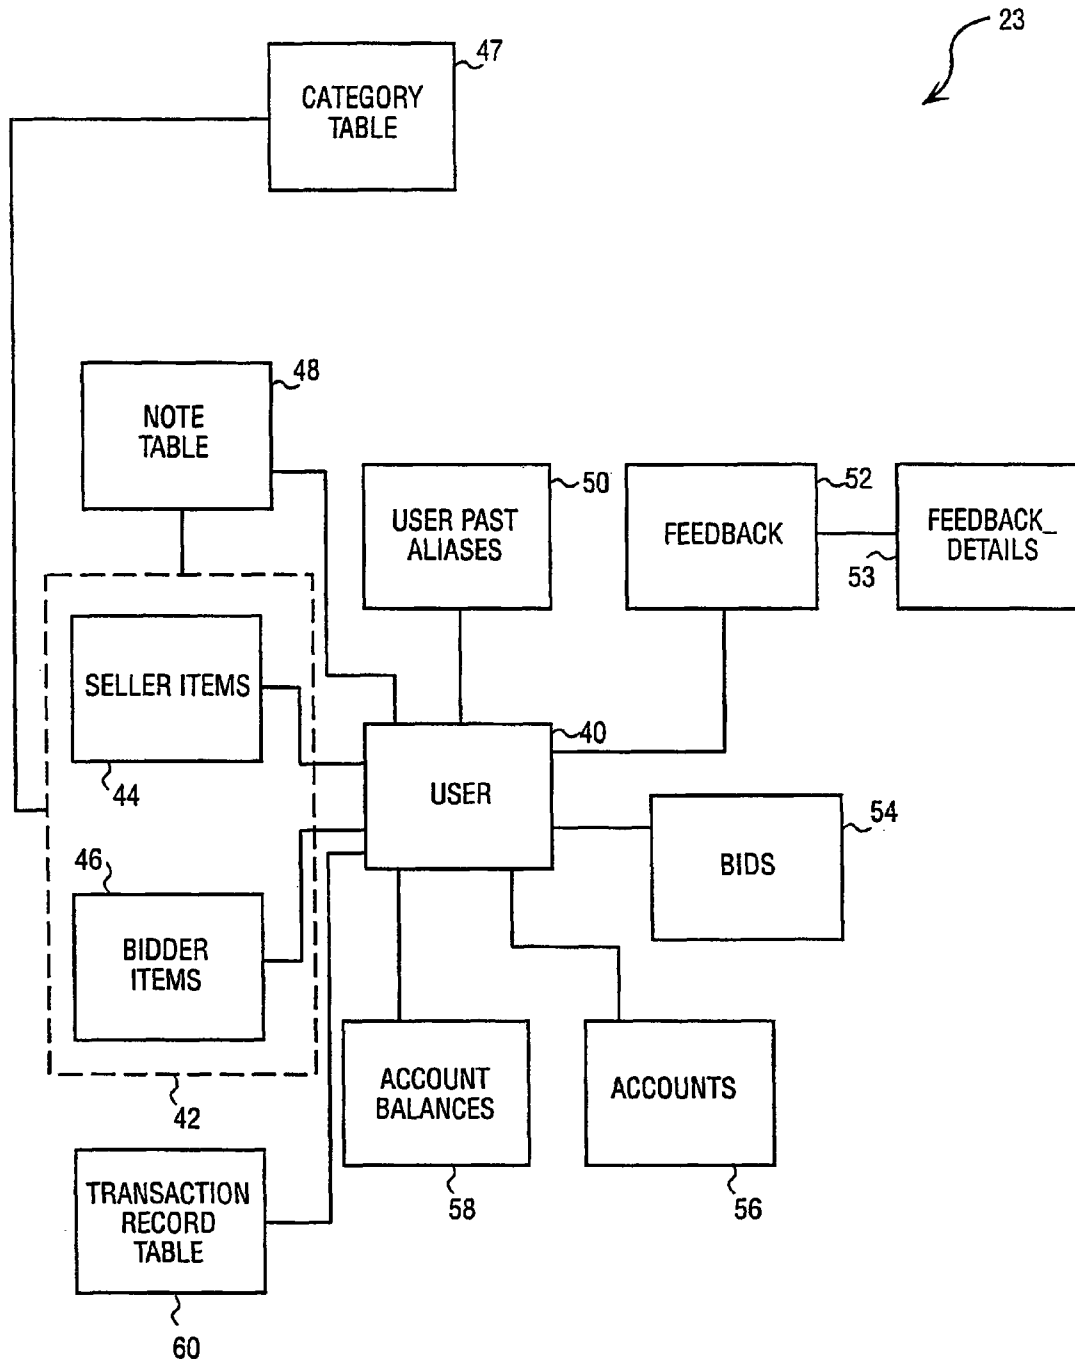 23
47
CATEGORY
TABLE
48
NOTE
TABLE
50
USER PAST
ALIASES
52
FEEDBACK
53
FEEDBACK_
DETAILS
SELLER ITEMS
44
40
USER
54
BIDS
46
BIDDER
ITEMS
42
ACCOUNT
BALANCES
58
ACCOUNTS
56
TRANSACTION
RECORD
TABLE
60